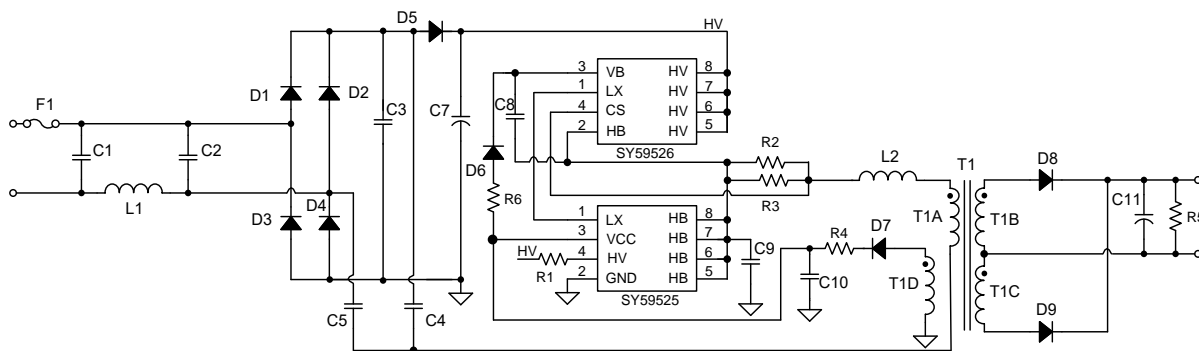 D5
HV
F1
D1
D2
C3
C7
C8
3
VB
HV
8
1
LX
HV
7
4
CS
HV
6
2
HB
HV
5
SY59526
C1
C2
L1
D3
D4
D6
R6
R2
R3
L2
T1
D8
T1A
T1B
C11
R5
1
LX
HB
8
3
VCC
HB
7
HV
4
HV
HB
6
R1
2
GND
HB
5
SY59525
C9
R4
D7
C10
T1D
T1C
D9
C5
C4